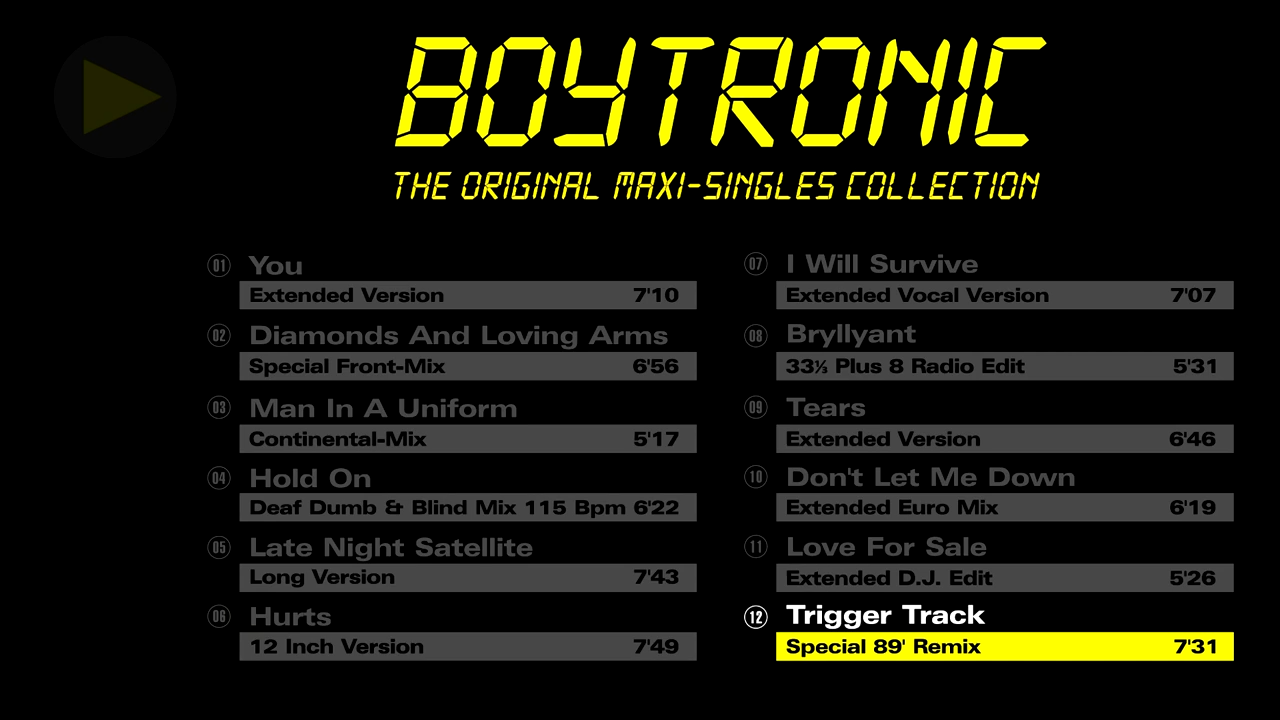 BOYTRONIC
THE ORIGINAL MAXI-SINGLES COLLECTION
01 You
Extended Version 7'10
02 Diamonds And Loving Arms
Special Front-Mix 6'56
03 Man In A Uniform
Continental-Mix 5'17
04 Hold On
Deaf Dumb & Blind Mix 115 Bpm 6'22
05 Late Night Satellite
Long Version 7'43
06 Hurts
12 Inch Version 7'49
07 I Will Survive
Extended Vocal Version 7'07
08 Bryllyant
33⅓ Plus 8 Radio Edit 5'31
09 Tears
Extended Version 6'46
10 Don't Let Me Down
Extended Euro Mix 6'19
11 Love For Sale
Extended D.J. Edit 5'26
12 Trigger Track
Special 89' Remix 7'31